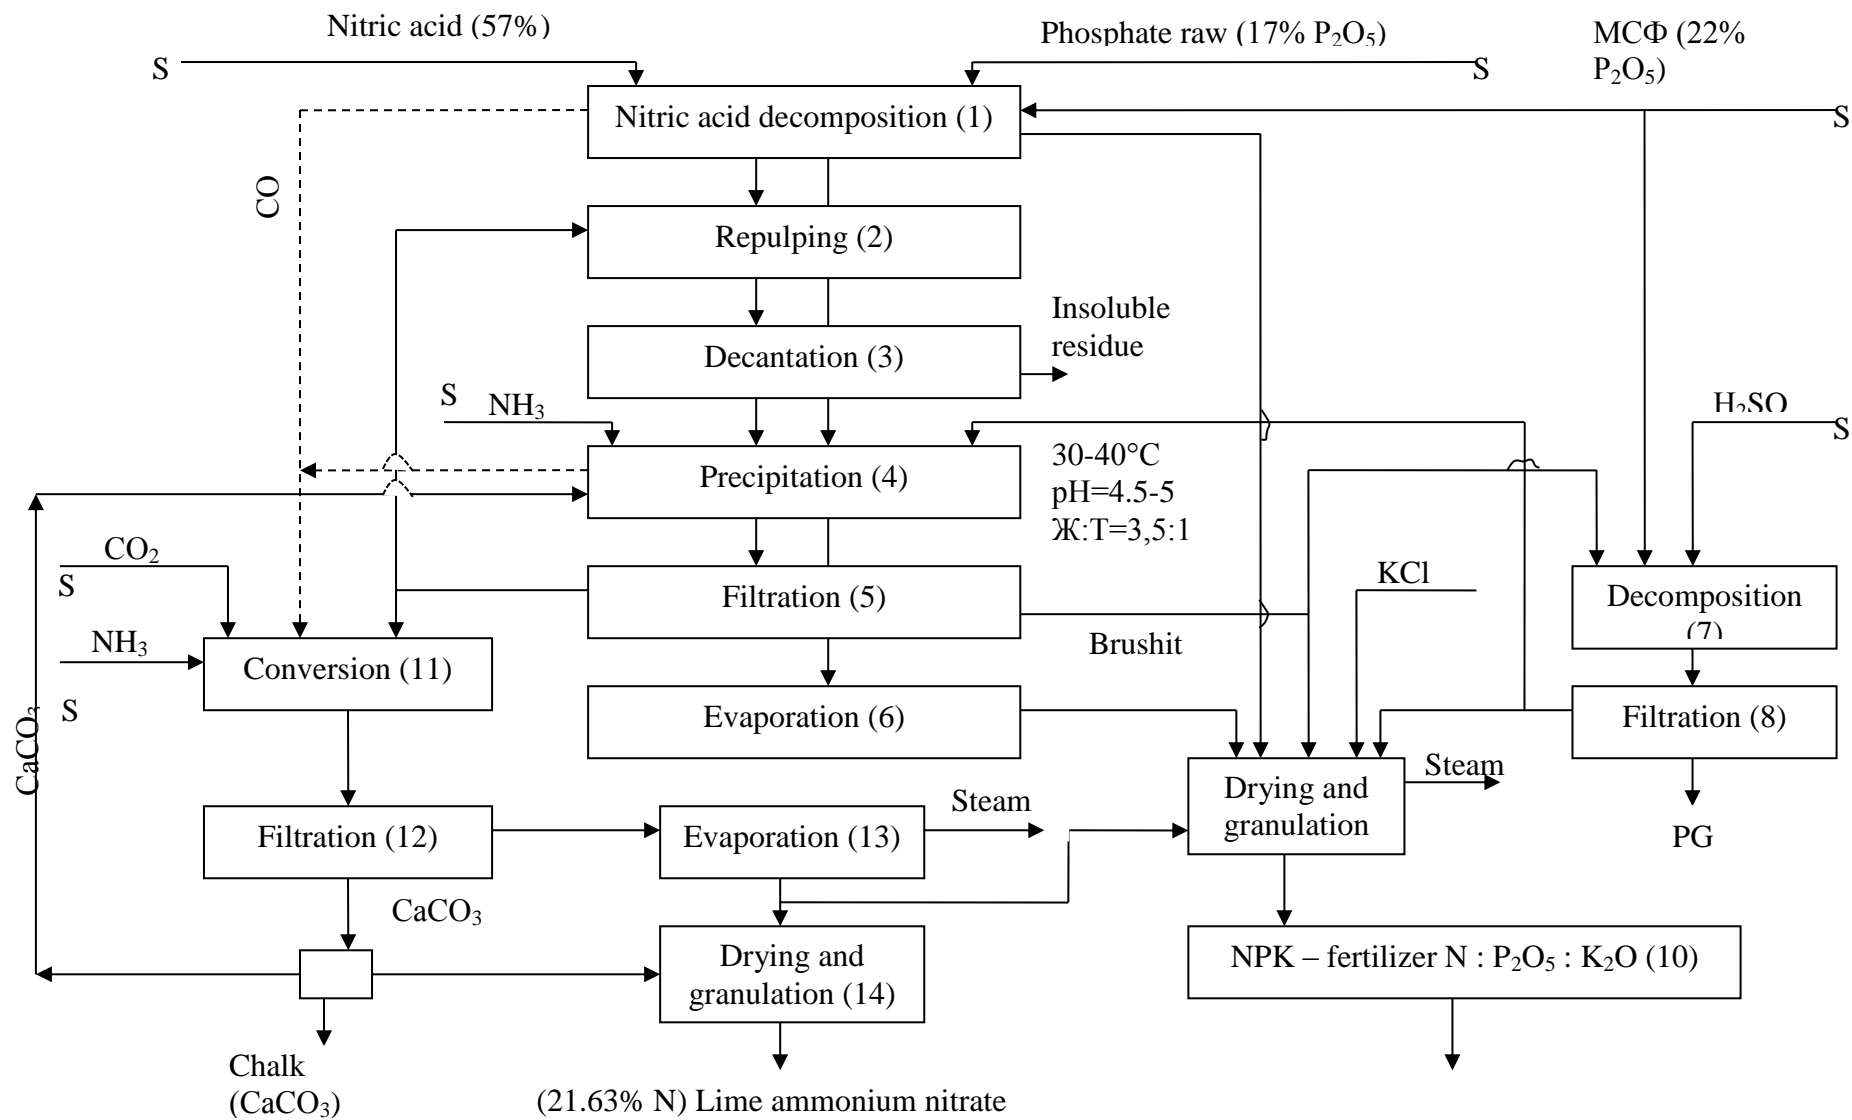 Nitric acid (57%)
Phosphate raw (17% P₂O₅)
МСФ (22%
P₂O₅)
S
S
S
Nitric acid decomposition (1)
CO
Repulping (2)
Insoluble
residue
Decantation (3)
S
NH₃
H₂SO
S
Precipitation (4)
30-40°C
pH=4.5-5
Ж:Т=3,5:1
CO₂
S
KCl
Filtration (5)
Decomposition
(7)
Brushit
NH₃
Conversion (11)
S
CaCO₃
Evaporation (6)
Filtration (8)
Steam
Drying and
granulation
Steam
Filtration (12)
Evaporation (13)
PG
CaCO₃
Drying and
granulation (14)
NPK – fertilizer N : P₂O₅ : K₂O (10)
Chalk
(CaCO₃)
(21.63% N) Lime ammonium nitrate